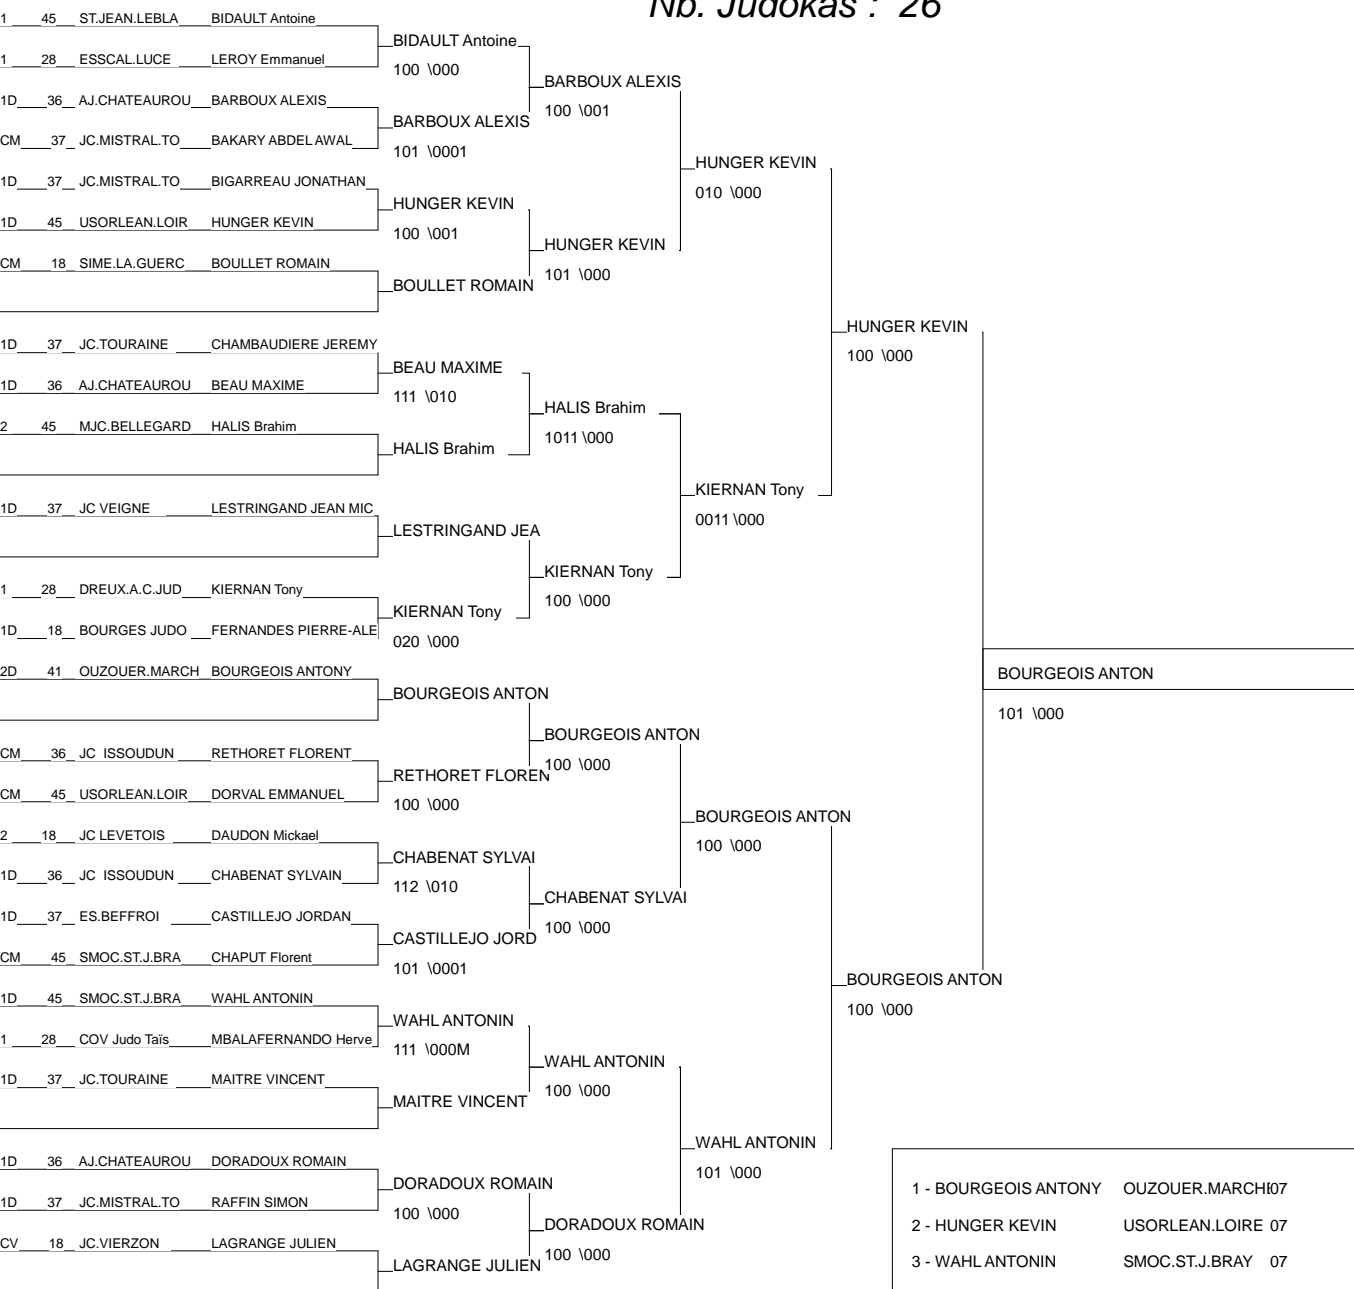 Nb. Judokas : 26
1 45 ST.JEAN.LEBLA BIDAULT Antoine
BIDAULT Antoine
1 28 ESSCAL.LUCE LEROY Emmanuel
100 \000
BARBOUX ALEXIS
1D 36 AJ.CHATEAUROU BARBOUX ALEXIS
100 \001
BARBOUX ALEXIS
CM 37 JC.MISTRAL.TO BAKARY ABDEL AWAL
101 \0001
HUNGER KEVIN
1D 37 JC.MISTRAL.TO BIGARREAU JONATHAN
010 \000
HUNGER KEVIN
1D 45 USORLEAN.LOIR HUNGER KEVIN
100 \001
HUNGER KEVIN
CM 18 SIME.LA.GUERC BOULLET ROMAIN
101 \000
BOULLET ROMAIN
HUNGER KEVIN
1D 37 JC.TOURAINE CHAMBAUDIERE JEREMY
100 \000
BEAU MAXIME
1D 36 AJ.CHATEAUROU BEAU MAXIME
111 \010
HALIS Brahim
2 45 MJC.BELLEGARD HALIS Brahim
1011 \000
HALIS Brahim
KIERNAN Tony
1D 37 JC VEIGNE LESTRINGAND JEAN MIC
0011 \000
LESTRINGAND JEA
KIERNAN Tony
1 28 DREUX.A.C.JUD KIERNAN Tony
100 \000
KIERNAN Tony
1D 18 BOURGES JUDO FERNANDES PIERRE-ALE
020 \000
2D 41 OUZOUER.MARCH BOURGEOIS ANTONY
BOURGEOIS ANTON
BOURGEOIS ANTON
101 \000
BOURGEOIS ANTON
CM 36 JC ISSOUDUN RETHORET FLORENT
100 \000
RETHORET FLOREN
CM 45 USORLEAN.LOIR DORVAL EMMANUEL
100 \000
BOURGEOIS ANTON
2 18 JC LEVETOIS DAUDON Mickael
100 \000
CHABENAT SYLVAI
1D 36 JC ISSOUDUN CHABENAT SYLVAIN
112 \010
CHABENAT SYLVAI
1D 37 ES.BEFFROI CASTILLEJO JORDAN
100 \000
CASTILLEJO JORD
CM 45 SMOC.ST.J.BRA CHAPUT Florent
101 \0001
BOURGEOIS ANTON
1D 45 SMOC.ST.J.BRA WAHL ANTONIN
100 \000
WAHL ANTONIN
1 28 COV Judo Taïs MBALAFERNANDO Herve
111 \000M
WAHL ANTONIN
1D 37 JC.TOURAINE MAITRE VINCENT
100 \000
MAITRE VINCENT
WAHL ANTONIN
1D 36 AJ.CHATEAUROU DORADOUX ROMAIN
101 \000
DORADOUX ROMAIN
1D 37 JC.MISTRAL.TO RAFFIN SIMON
100 \000
DORADOUX ROMAIN
CV 18 JC.VIERZON LAGRANGE JULIEN
100 \000
LAGRANGE JULIEN
1 - BOURGEOIS ANTONY OUZOUER.MARCHE07
2 - HUNGER KEVIN USORLEAN.LOIRE 07
3 - WAHL ANTONIN SMOC.ST.J.BRAY 07